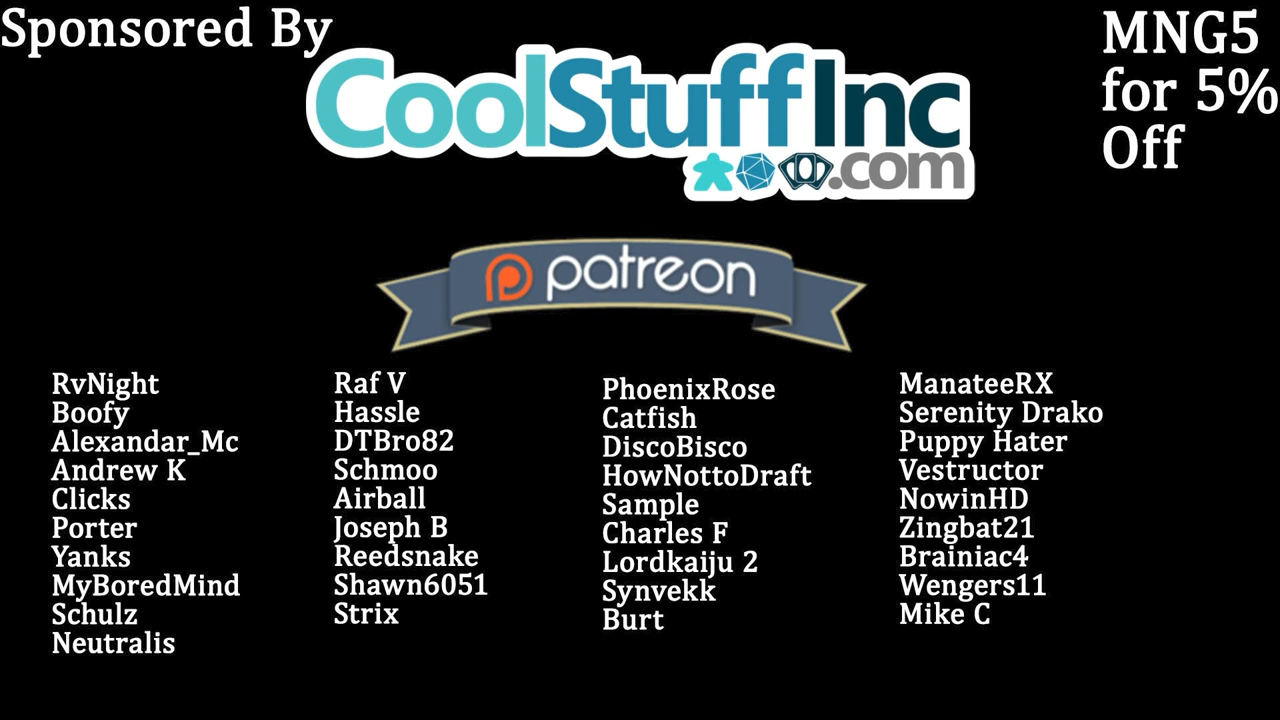 Sponsored By
CoolStuffInc
.com
MNG5
for 5%
Off
patreon
RvNight
Boofy
Alexandar_Mc
Andrew K
Clicks
Porter
Yanks
MyBoredMind
Schulz
Neutralis
Raf V
Hassle
DTBro82
Schmoo
Airball
Joseph B
Reedsnake
Shawn6051
Strix
PhoenixRose
Catfish
DiscoBisco
HowNottoDraft
Sample
Charles F
Lordkaiju 2
Synvekk
Burt
ManateeRX
Serenity Drako
Puppy Hater
Vestructor
NowinHD
Zingbat21
Brainiac4
Wengers11
Mike C